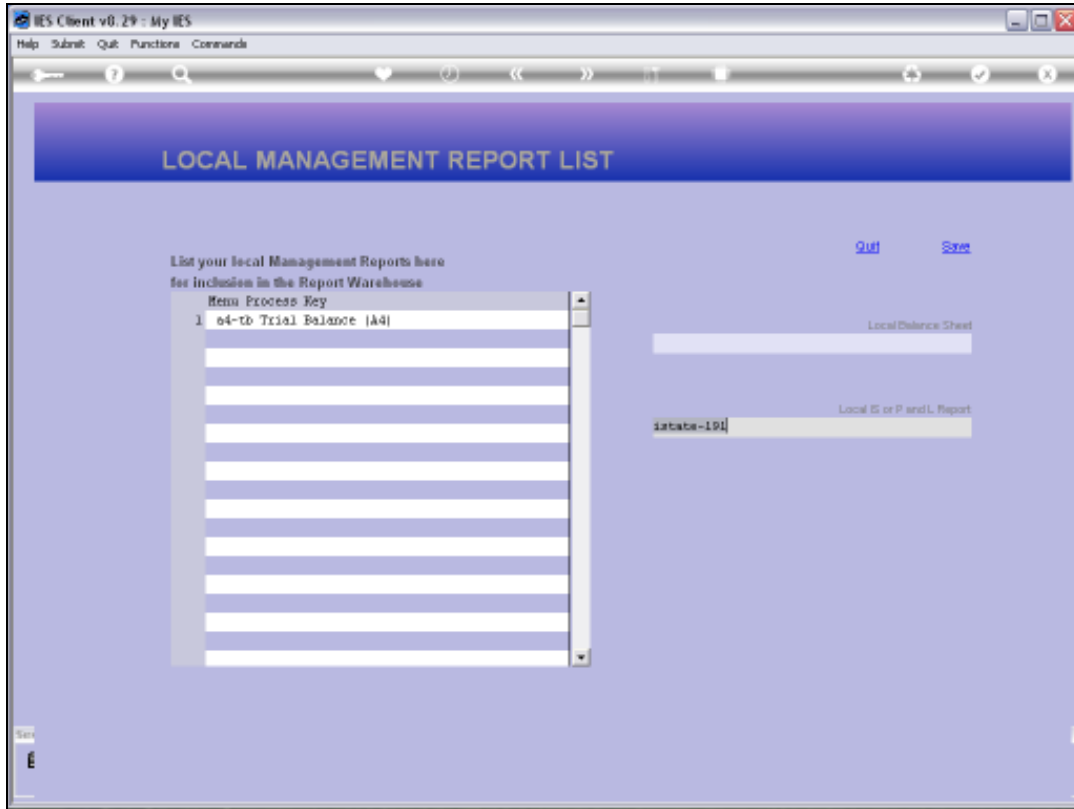 IES Client v8.29 : My IES
Help Submit Quit Functions Commands
LOCAL MANAGEMENT REPORT LIST
Quit Save
List your local Management Reports here
for inclusion in the Report Warehouse
Menu Process Key
1 a4-tb Trial Balance (A4)
Local Balance Sheet
Local IS or P and L Report
istate-191